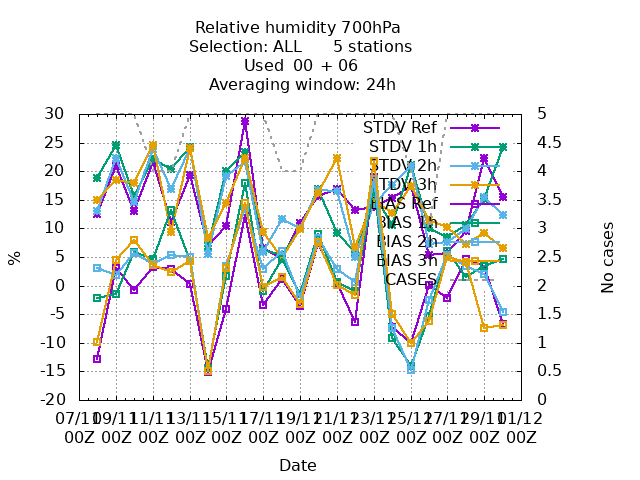 Relative humidity 700hPa
Selection: ALL 5 stations
Used 00 + 06
Averaging window: 24h
30 5
25 4.5
20 4
15 3.5
10 3
5 2.5
0 2
-5 1.5
-10 1
-15 0.5
-20 0
%
No cases
STDV Ref
STDV 1h
STDV 2h
STDV 3h
BIAS Ref
BIAS 1h
BIAS 2h
BIAS 3h
CASES
07/11 09/11 11/11 13/11 15/11 17/11 19/11 21/11 23/11 25/11 27/11 29/11 01/12
00Z 00Z 00Z 00Z 00Z 00Z 00Z 00Z 00Z 00Z 00Z 00Z 00Z
Date